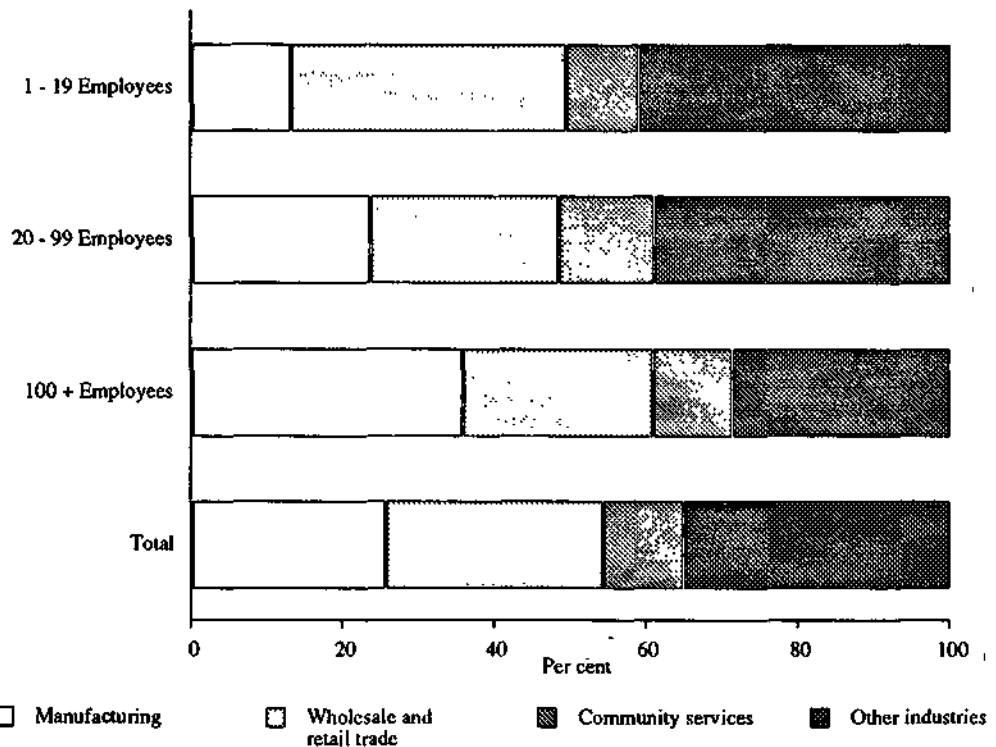 1 - 19 Employees
20 - 99 Employees
100 + Employees
Total
0 20 40 60 80 100
Per cent
Manufacturing
Wholesale and
retail trade
Community services
Other industries